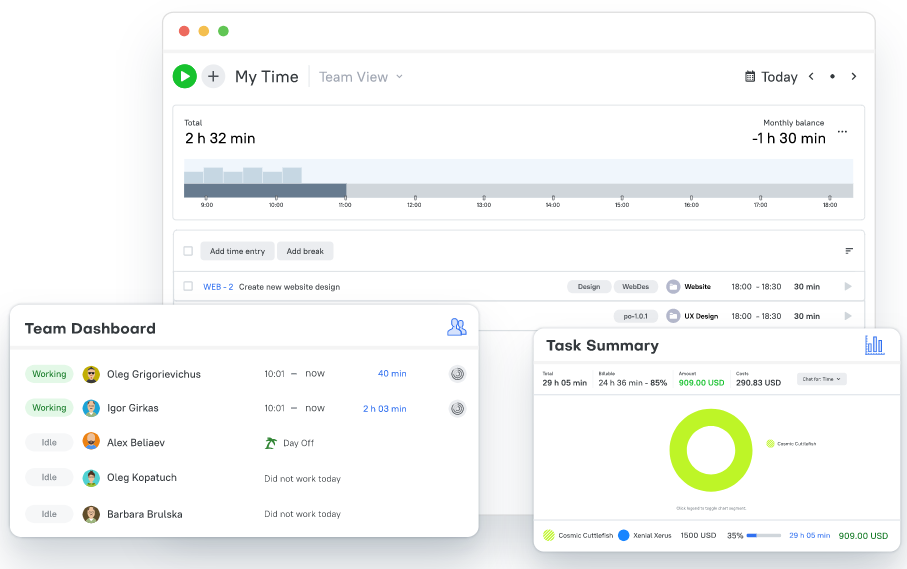 My Time Team View Today
Total Monthly balance
2 h 32 min -1 h 30 min
9:00 10:00 11:00 12:00 13:00 14:00 15:00 16:00 17:00 18:00
Add time entry Add break
WEB - 2 Create new website design Design WebDes Website 18:00 - 18:30 30 min
po-1.0.1 UX Design 18:00 - 18:30 30 min
Team Dashboard
Working Oleg Grigorievichus 10:01 – now 40 min
Working Igor Girkas 10:01 – now 2 h 03 min
Idle Alex Beliaev Day Off
Idle Oleg Kopatuch Did not work today
Idle Barbara Brulska Did not work today
Task Summary
Total Billable Amount Costs
29 h 05 min 24 h 36 min - 85% 909.00 USD 290.83 USD Chat for: Time
Cosmic Cuttlefish
Click legend to toggle chart segment
Cosmic Cuttlefish Xenial Xerus 1500 USD 35% 29 h 05 min 909.00 USD